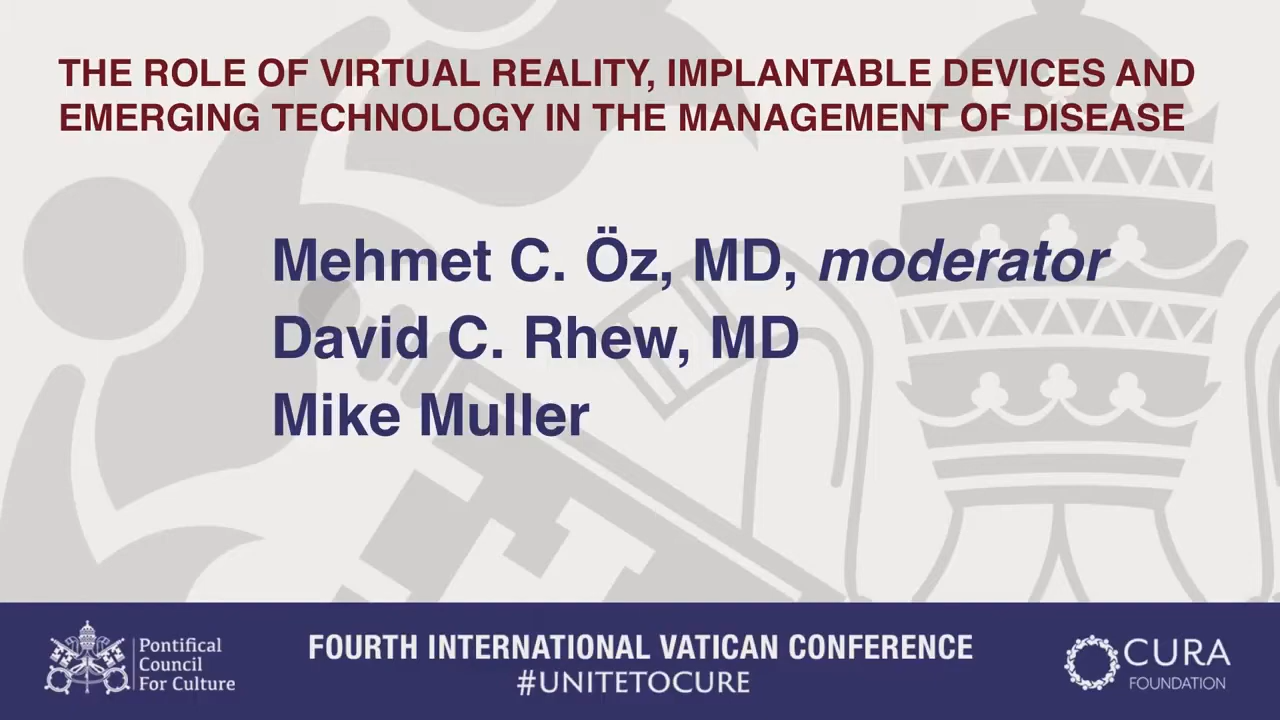 THE ROLE OF VIRTUAL REALITY, IMPLANTABLE DEVICES AND
EMERGING TECHNOLOGY IN THE MANAGEMENT OF DISEASE
Mehmet C. Öz, MD, moderator
David C. Rhew, MD
Mike Muller
Pontifical
Council
For Culture
FOURTH INTERNATIONAL VATICAN CONFERENCE
#UNITETOCURE
CURA
FOUNDATION